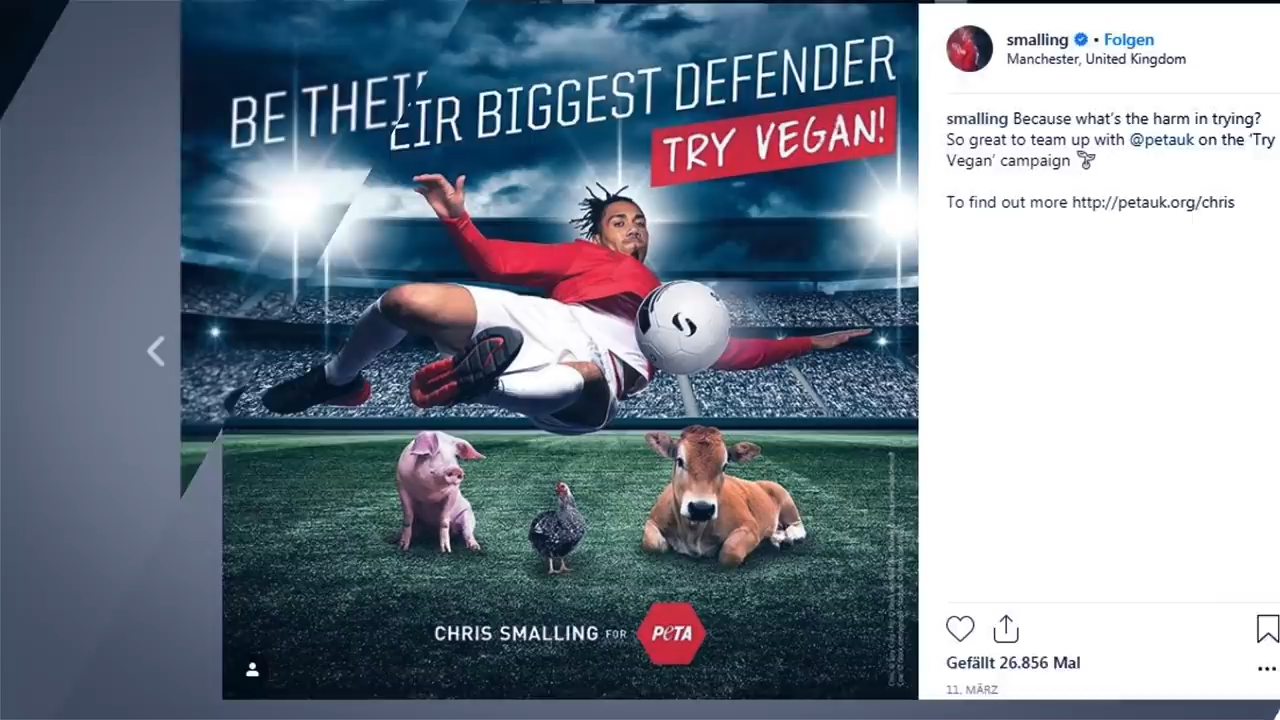 BE THEIR BIGGEST DEFENDER
TRY VEGAN!
CHRIS SMALLING FOR PETA
smalling • Folgen
Manchester, United Kingdom
smalling Because what's the harm in trying?
So great to team up with @petauk on the 'Try
Vegan' campaign
To find out more http://petauk.org/chris
Gefällt 26.856 Mal
11. MÄRZ